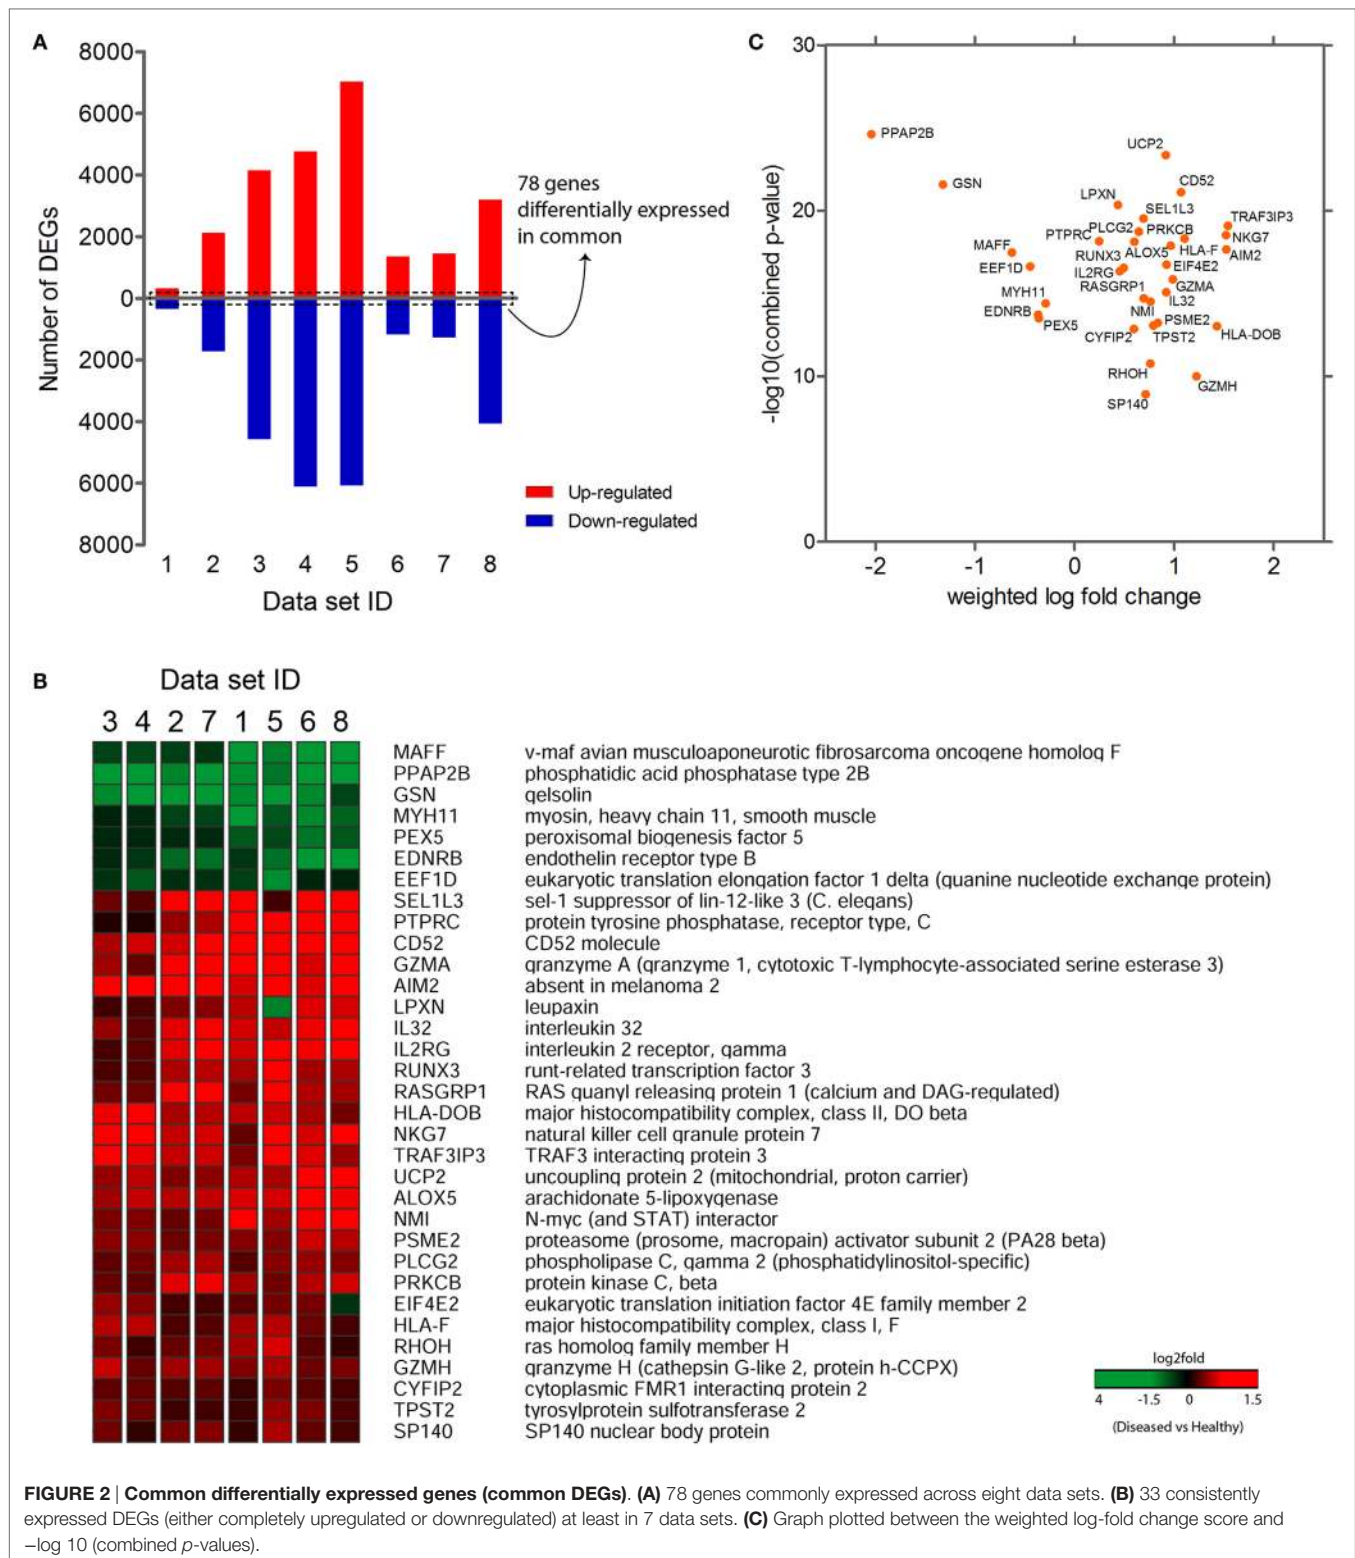 A
8000
6000
4000
2000
0
2000
4000
6000
8000
Number of DEGs
1 2 3 4 5 6 7 8
Data set ID
78 genes
differentially expressed
in common
Up-regulated
Down-regulated
C
30
20
10
0
-log10(combined p-value)
-2 -1 0 1 2
weighted log fold change
PPAP2B
UCP2
GSN
CD52
LPXN
SEL1L3
TRAF3IP3
PLCG2
PRKCB
PTPRC
NKG7
MAFF
RUNX3
ALOX5
HLA-F
AIM2
EEF1D
IL2RG
EIF4E2
RASGRP1
GZMA
MYH11
IL32
EDNRB
NMI
PEX5
PSME2
CYFIP2
TPST2
HLA-DOB
RHOH
GZMH
SP140
B
Data set ID
3 4 2 7 1 5 6 8
MAFF v-maf avian musculoaponeurotic fibrosarcoma oncogene homolog F
PPAP2B phosphatidic acid phosphatase type 2B
GSN gelsolin
MYH11 myosin, heavy chain 11, smooth muscle
PEX5 peroxisomal biogenesis factor 5
EDNRB endothelin receptor type B
EEF1D eukaryotic translation elongation factor 1 delta (guanine nucleotide exchange protein)
SEL1L3 sel-1 suppressor of lin-12-like 3 (C. elegans)
PTPRC protein tyrosine phosphatase, receptor type, C
CD52 CD52 molecule
GZMA granzyme A (granzyme 1, cytotoxic T-lymphocyte-associated serine esterase 3)
AIM2 absent in melanoma 2
LPXN leupaxin
IL32 interleukin 32
IL2RG interleukin 2 receptor, gamma
RUNX3 runt-related transcription factor 3
RASGRP1 RAS guanyl releasing protein 1 (calcium and DAG-regulated)
HLA-DOB major histocompatibility complex, class II, DO beta
NKG7 natural killer cell granule protein 7
TRAF3IP3 TRAF3 interacting protein 3
UCP2 uncoupling protein 2 (mitochondrial, proton carrier)
ALOX5 arachidonate 5-lipoxygenase
NMI N-myc (and STAT) interactor
PSME2 proteasome (prosome, macropain) activator subunit 2 (PA28 beta)
PLCG2 phospholipase C, gamma 2 (phosphatidylinositol-specific)
PRKCB protein kinase C, beta
EIF4E2 eukaryotic translation initiation factor 4E family member 2
HLA-F major histocompatibility complex, class I, F
RHOH ras homolog family member H
GZMH granzyme H (cathepsin G-like 2, protein h-CCPX)
CYFIP2 cytoplasmic FMR1 interacting protein 2
TPST2 tyrosylprotein sulfotransferase 2
SP140 SP140 nuclear body protein
log2fold
4 -1.5 0 1.5
(Diseased vs Healthy)
FIGURE 2 | Common differentially expressed genes (common DEGs). (A) 78 genes commonly expressed across eight data sets. (B) 33 consistently
expressed DEGs (either completely upregulated or downregulated) at least in 7 data sets. (C) Graph plotted between the weighted log-fold change score and
−log 10 (combined p-values).